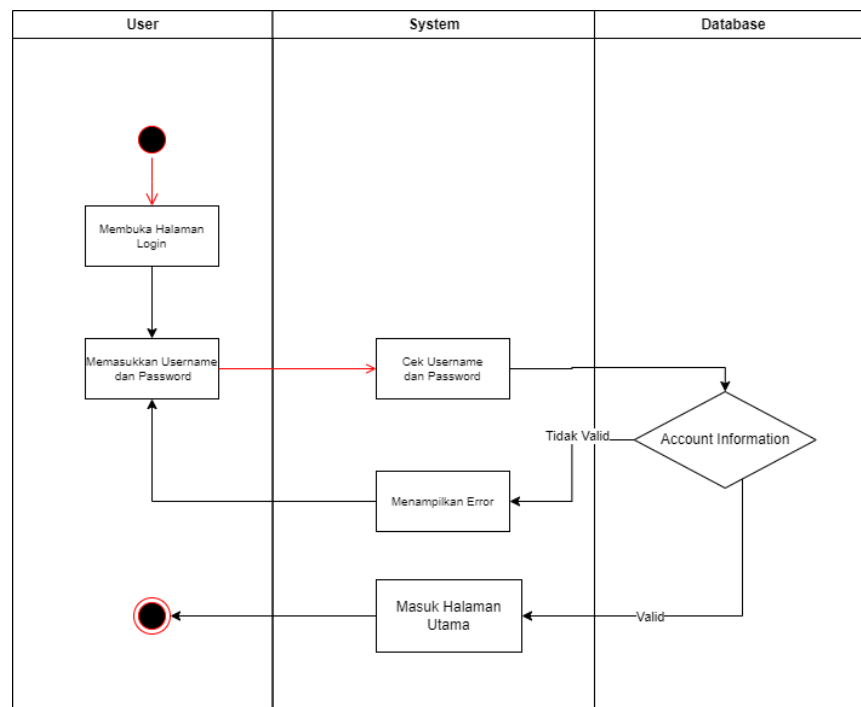 User
System
Database
Membuka Halaman
Login
Memasukkan Username
dan Password
Cek Username
dan Password
Account Information
Tidak Valid
Menampilkan Error
Masuk Halaman
Utama
Valid